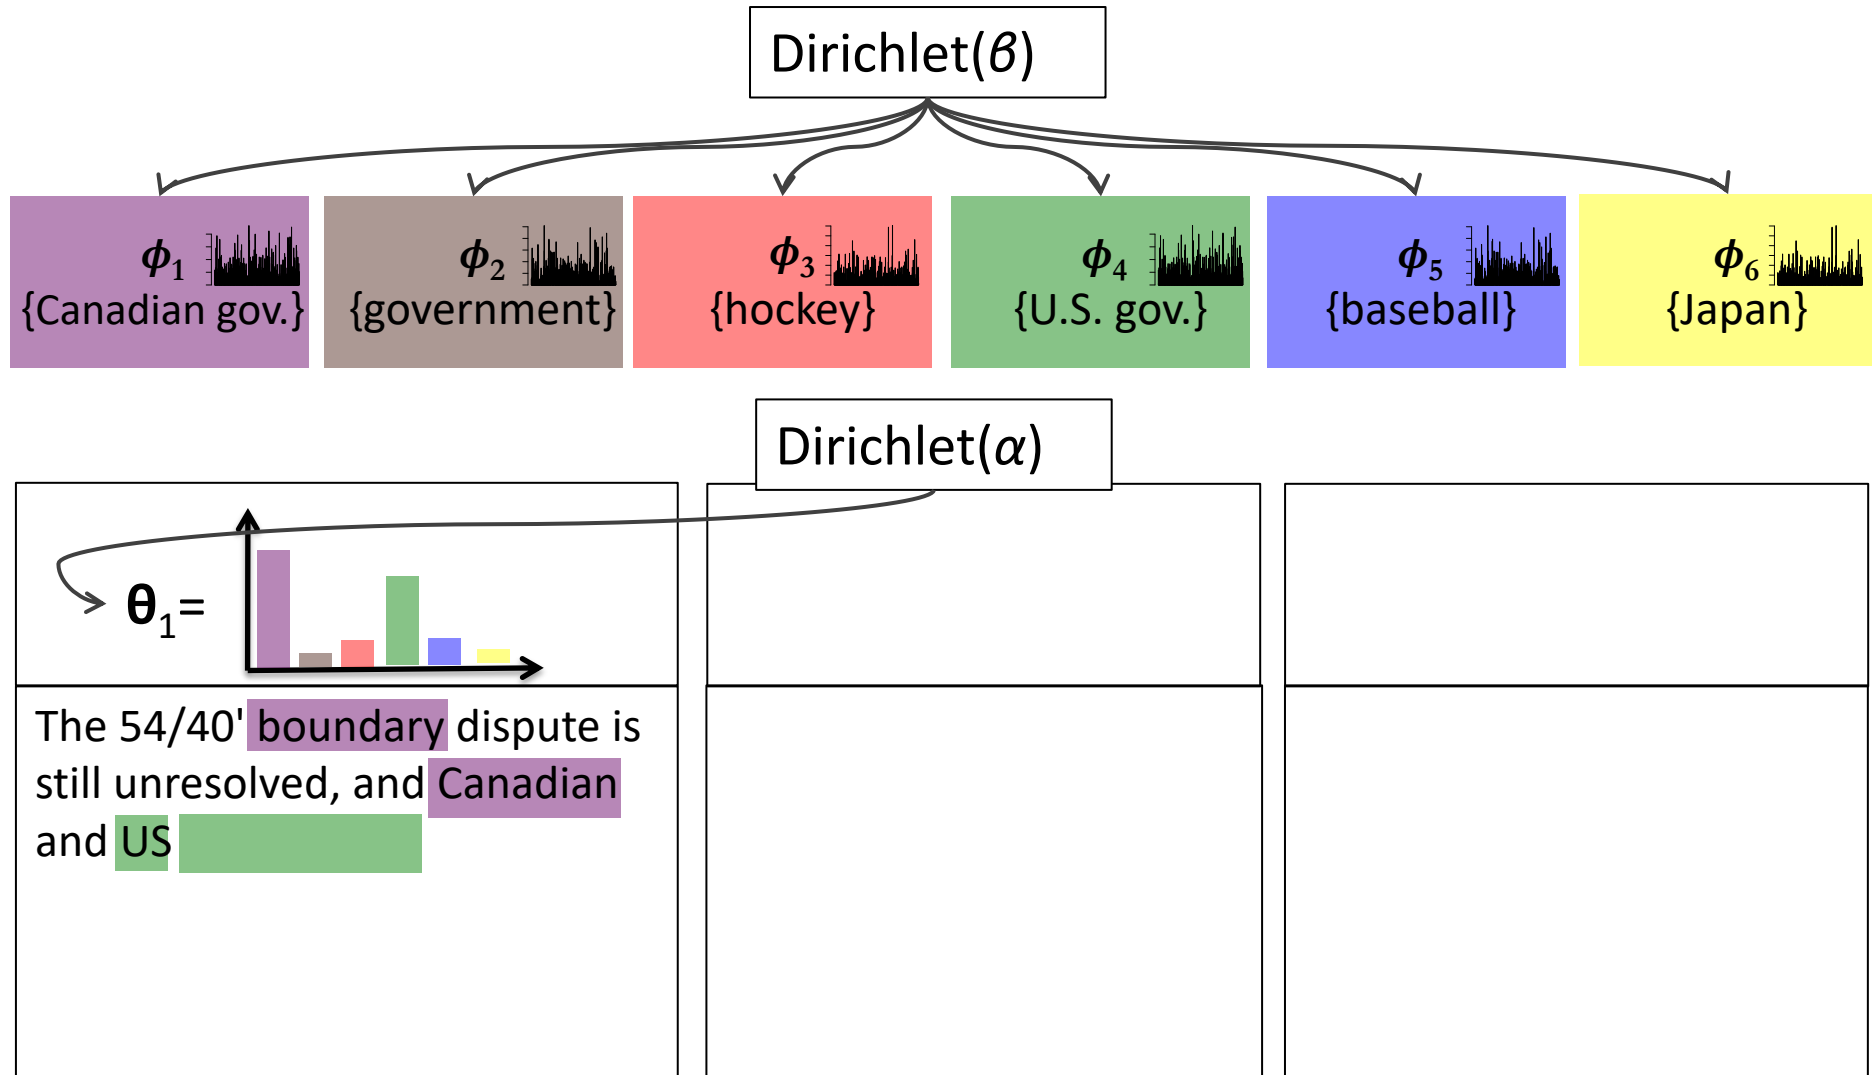 Dirichlet(β)
ϕ1 ϕ2 ϕ3 ϕ4 ϕ5 ϕ6
{Canadian gov.} {government} {hockey} {U.S. gov.} {baseball} {Japan}
Dirichlet(α)
θ1=
The 54/40' boundary dispute is
still unresolved, and Canadian
and US